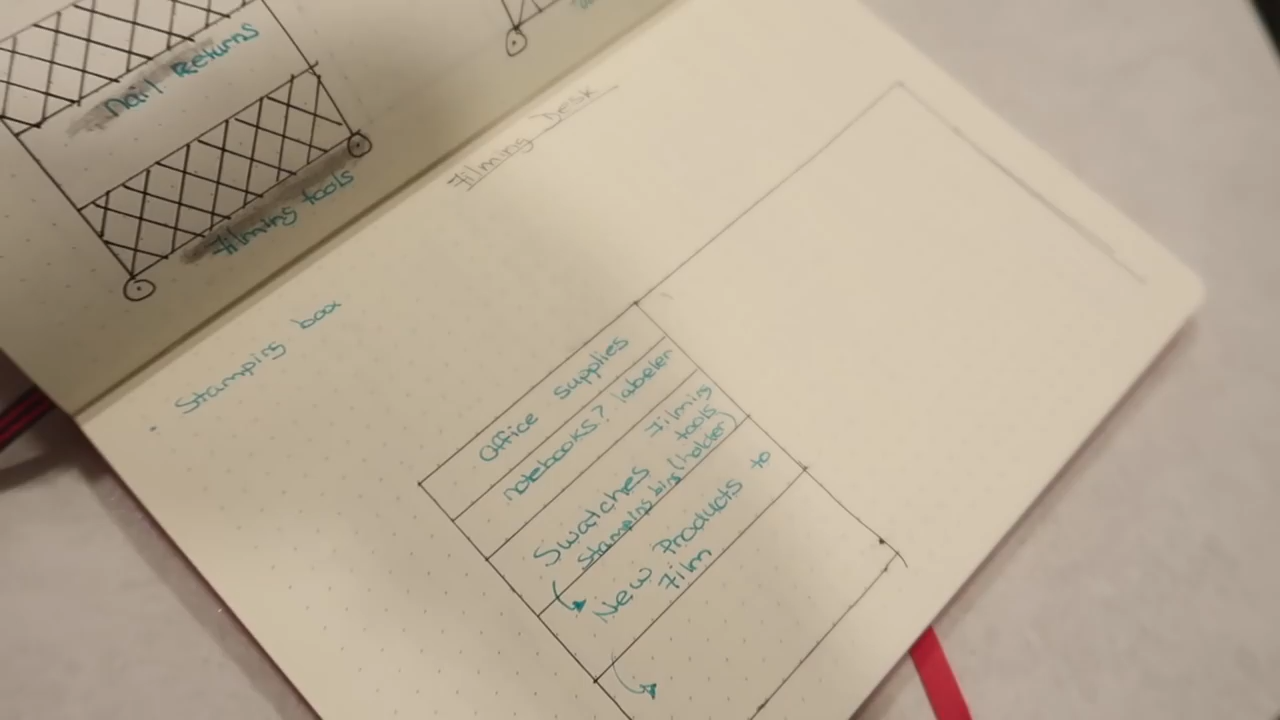 Nail Returns
Filming tools
Filming Desk
• Stamping box
Office supplies
notebooks? labeler
Filming
tools
Swatches
Stamping bins (holder)
New Products to
Film